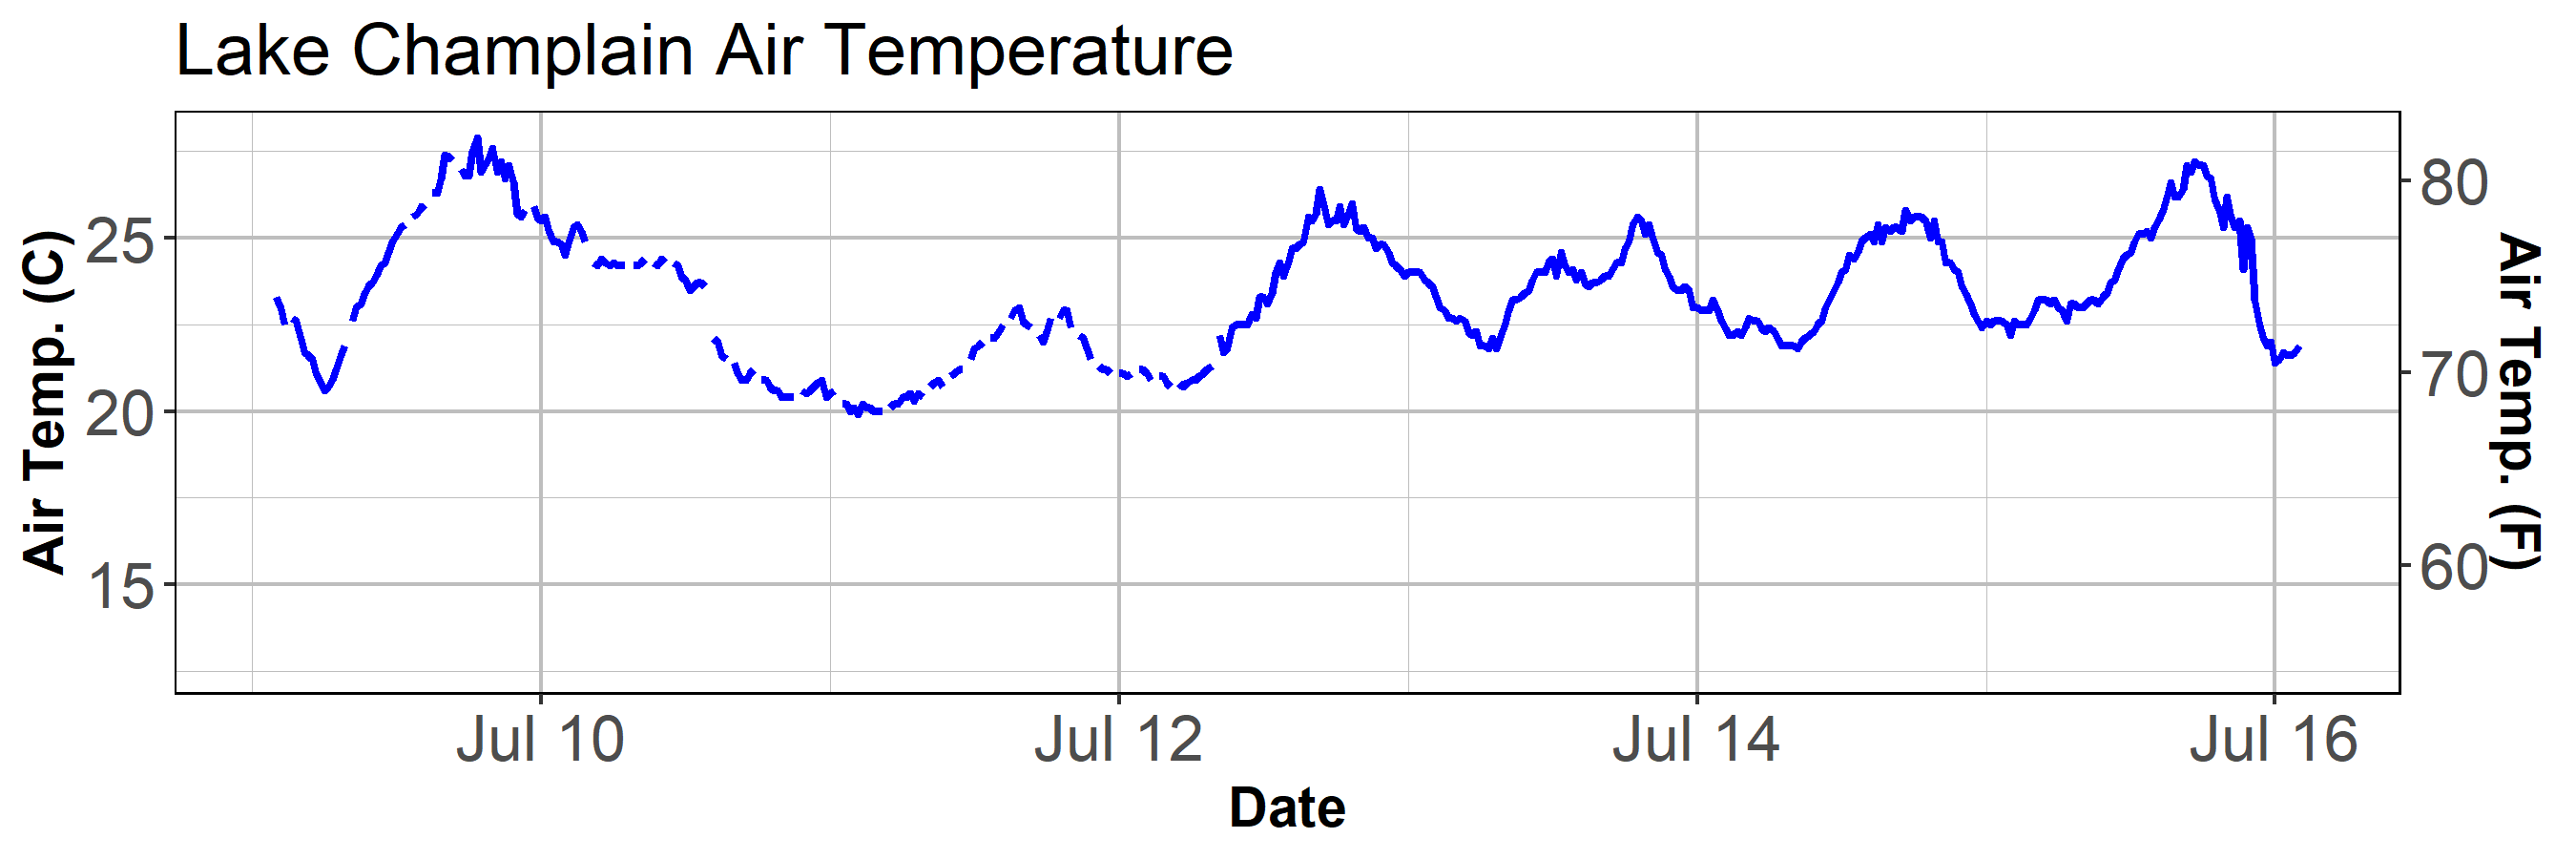 Lake Champlain Air Temperature
Air Temp. (C)
25
20
15
80
70
60
Air Temp. (F)
Jul 10
Jul 12
Jul 14
Jul 16
Date